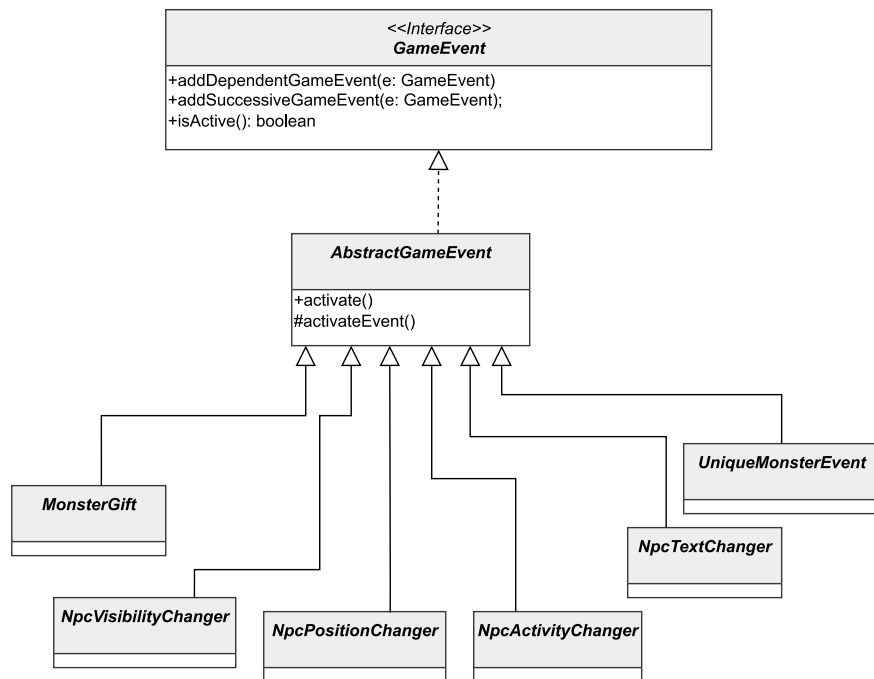 <<Interface>>
GameEvent
+addDependentGameEvent(e: GameEvent)
+addSuccessiveGameEvent(e: GameEvent);
+isActive(): boolean
AbstractGameEvent
+activate()
#activateEvent()
UniqueMonsterEvent
MonsterGift
NpcTextChanger
NpcVisibilityChanger
NpcPositionChanger
NpcActivityChanger